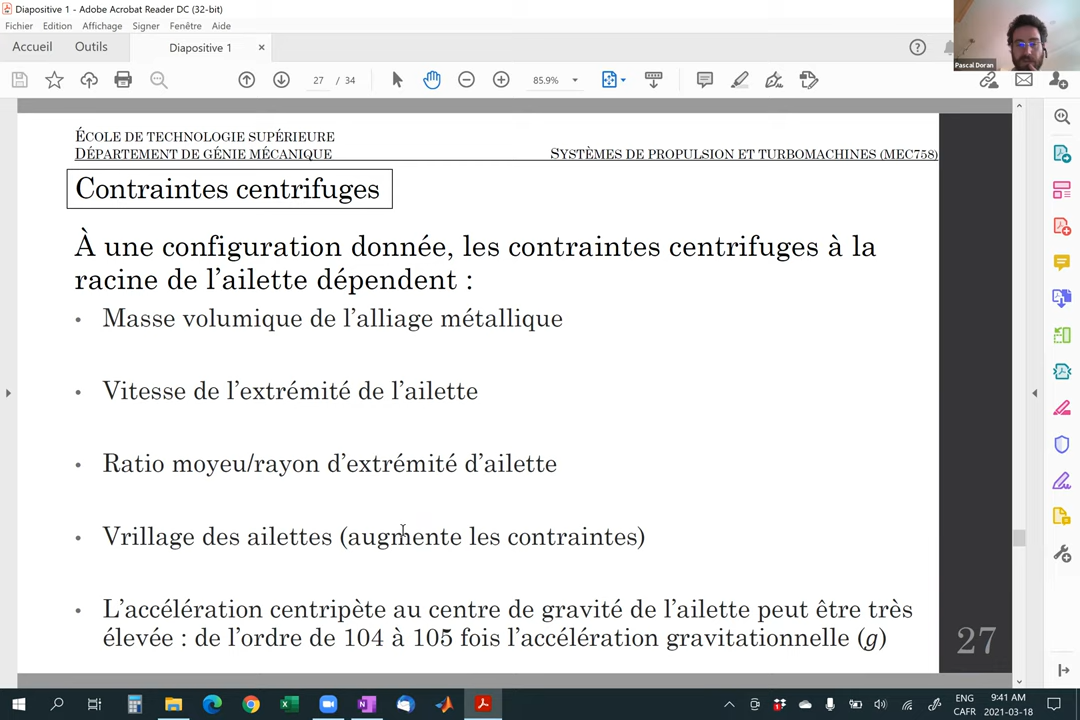 Diapositive 1 - Adobe Acrobat Reader DC (32-bit)
Fichier Edition Affichage Signer Fenêtre Aide
Accueil Outils Diapositive 1 ×
27 / 34 85.9%
Pascal Doran
ÉCOLE DE TECHNOLOGIE SUPÉRIEURE
DÉPARTEMENT DE GÉNIE MÉCANIQUE SYSTÈMES DE PROPULSION ET TURBOMACHINES (MEC758)
Contraintes centrifuges
À une configuration donnée, les contraintes centrifuges à la
racine de l'ailette dépendent :
• Masse volumique de l'alliage métallique
• Vitesse de l'extrémité de l'ailette
• Ratio moyeu/rayon d'extrémité d'ailette
• Vrillage des ailettes (augmente les contraintes)
• L'accélération centripète au centre de gravité de l'ailette peut être très
élevée : de l'ordre de 104 à 105 fois l'accélération gravitationnelle (g)
27
ENG 9:41 AM
CAFR 2021-03-18